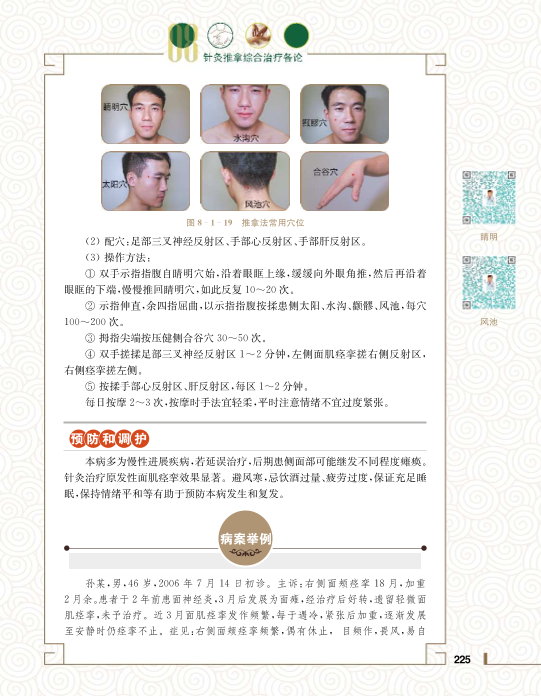 08
针灸推拿综合治疗各论
睛明穴
水沟穴
颧髎穴
太阳穴
风池穴
合谷穴
图 8-1-19 推拿法常用穴位
(2) 配穴:足部三叉神经反射区、手部心反射区、手部肝反射区。
(3) 操作方法:
① 双手示指指腹自睛明穴始,沿着眼眶上缘,缓缓向外眼角推,然后再沿着
眼眶的下端,慢慢推回睛明穴,如此反复 10～20 次。
② 示指伸直,余四指屈曲,以示指指腹按揉患侧太阳、水沟、颧髎、风池,每穴
100～200 次。
③ 拇指尖端按压健侧合谷穴 30～50 次。
④ 双手搓揉足部三叉神经反射区 1～2 分钟,左侧面肌痉挛搓右侧反射区,
右侧痉挛搓左侧。
⑤ 按揉手部心反射区、肝反射区,每区 1～2 分钟。
每日按摩 2～3 次,按摩时手法宜轻柔,平时注意情绪不宜过度紧张。
预防和调护
本病多为慢性进展疾病,若延误治疗,后期患侧面部可能继发不同程度瘫痪。
针灸治疗原发性面肌痉挛效果显著。避风寒,忌饮酒过量、疲劳过度,保证充足睡
眠,保持情绪平和等有助于预防本病发生和复发。
病案举例
孙某,男,46 岁,2006 年 7 月 14 日初诊。主诉:右侧面颊痉挛 18 月,加重
2 月余。患者于 2 年前患面神经炎,3 月后发展为面瘫,经治疗后好转,遗留轻微面
肌痉挛,未予治疗。近 3 月面肌痉挛发作频繁,每于遇冷,紧张后加重,逐渐发展
至安静时仍痉挛不止。症见:右侧面颊痉挛频繁,偶有休止, 目频作,畏风,易自
睛明
风池
225